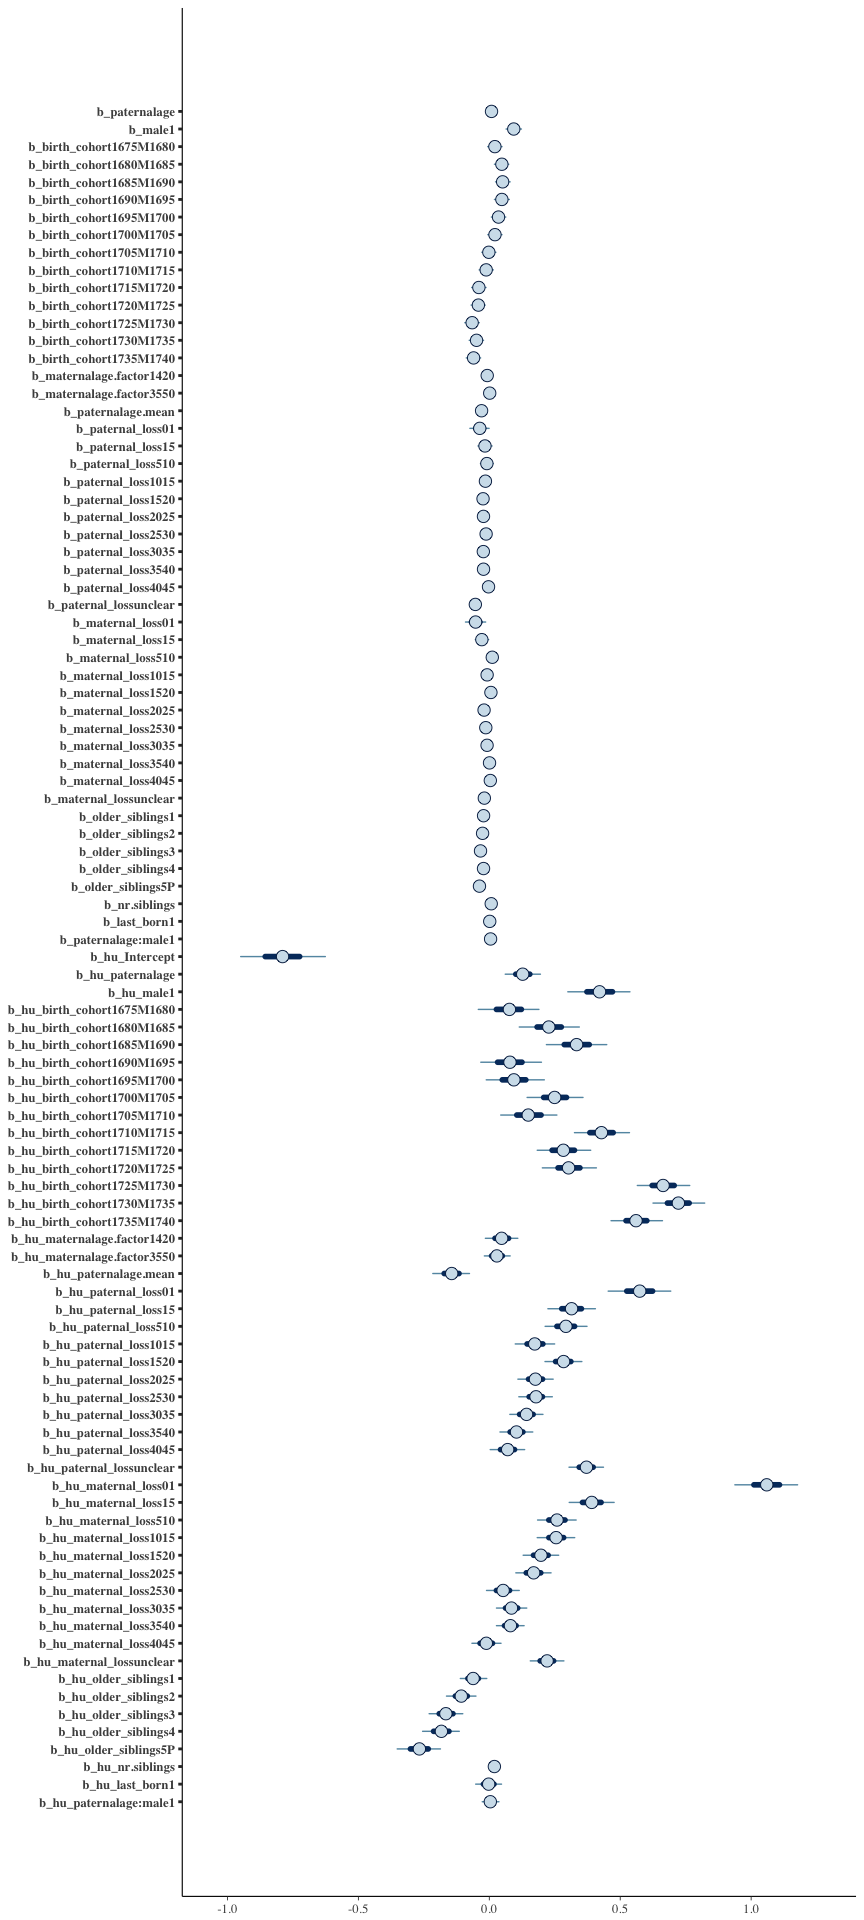 b_paternalage
b_male1
b_birth_cohort1675M1680
b_birth_cohort1680M1685
b_birth_cohort1685M1690
b_birth_cohort1690M1695
b_birth_cohort1695M1700
b_birth_cohort1700M1705
b_birth_cohort1705M1710
b_birth_cohort1710M1715
b_birth_cohort1715M1720
b_birth_cohort1720M1725
b_birth_cohort1725M1730
b_birth_cohort1730M1735
b_birth_cohort1735M1740
b_maternalage.factor1420
b_maternalage.factor3550
b_paternalage.mean
b_paternal_loss01
b_paternal_loss15
b_paternal_loss510
b_paternal_loss1015
b_paternal_loss1520
b_paternal_loss2025
b_paternal_loss2530
b_paternal_loss3035
b_paternal_loss3540
b_paternal_loss4045
b_paternal_lossunclear
b_maternal_loss01
b_maternal_loss15
b_maternal_loss510
b_maternal_loss1015
b_maternal_loss1520
b_maternal_loss2025
b_maternal_loss2530
b_maternal_loss3035
b_maternal_loss3540
b_maternal_loss4045
b_maternal_lossunclear
b_older_siblings1
b_older_siblings2
b_older_siblings3
b_older_siblings4
b_older_siblings5P
b_nr.siblings
b_last_born1
b_paternalage:male1
b_hu_Intercept
b_hu_paternalage
b_hu_male1
b_hu_birth_cohort1675M1680
b_hu_birth_cohort1680M1685
b_hu_birth_cohort1685M1690
b_hu_birth_cohort1690M1695
b_hu_birth_cohort1695M1700
b_hu_birth_cohort1700M1705
b_hu_birth_cohort1705M1710
b_hu_birth_cohort1710M1715
b_hu_birth_cohort1715M1720
b_hu_birth_cohort1720M1725
b_hu_birth_cohort1725M1730
b_hu_birth_cohort1730M1735
b_hu_birth_cohort1735M1740
b_hu_maternalage.factor1420
b_hu_maternalage.factor3550
b_hu_paternalage.mean
b_hu_paternal_loss01
b_hu_paternal_loss15
b_hu_paternal_loss510
b_hu_paternal_loss1015
b_hu_paternal_loss1520
b_hu_paternal_loss2025
b_hu_paternal_loss2530
b_hu_paternal_loss3035
b_hu_paternal_loss3540
b_hu_paternal_loss4045
b_hu_paternal_lossunclear
b_hu_maternal_loss01
b_hu_maternal_loss15
b_hu_maternal_loss510
b_hu_maternal_loss1015
b_hu_maternal_loss1520
b_hu_maternal_loss2025
b_hu_maternal_loss2530
b_hu_maternal_loss3035
b_hu_maternal_loss3540
b_hu_maternal_loss4045
b_hu_maternal_lossunclear
b_hu_older_siblings1
b_hu_older_siblings2
b_hu_older_siblings3
b_hu_older_siblings4
b_hu_older_siblings5P
b_hu_nr.siblings
b_hu_last_born1
b_hu_paternalage:male1
-1.0 -0.5 0.0 0.5 1.0